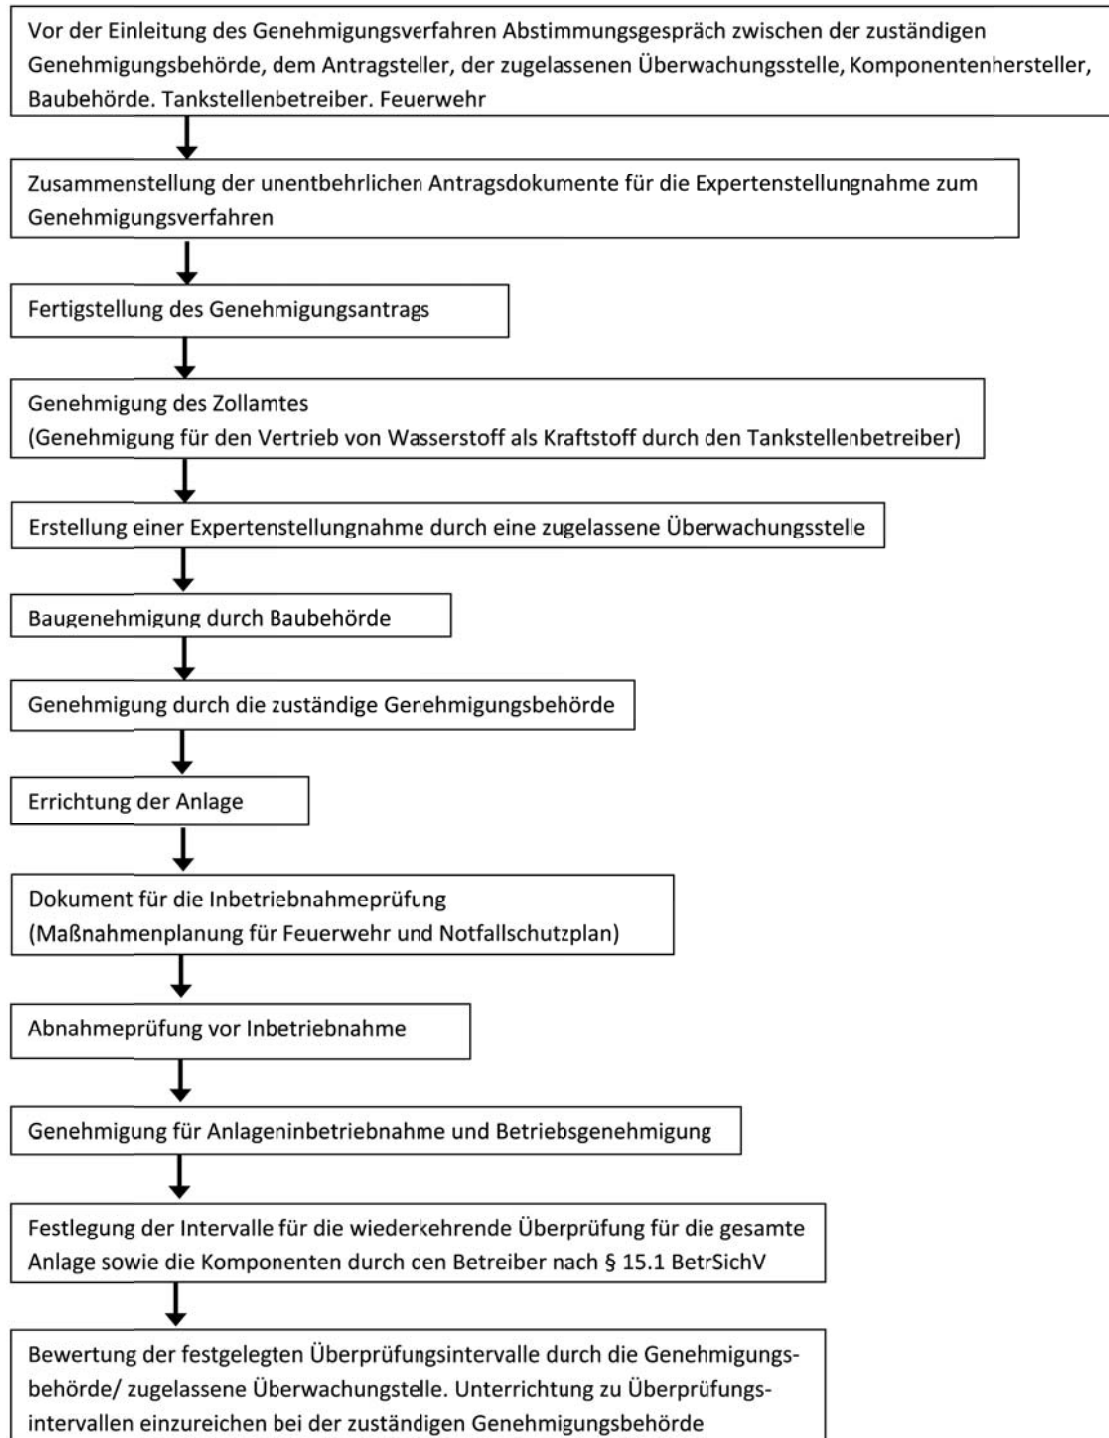 Vor der Einleitung des Genehmigungsverfahren Abstimmungsgespräch zwischen der zuständigen
Genehmigungsbehörde, dem Antragsteller, der zugelassenen Überwachungsstelle, Komponentenhersteller,
Baubehörde. Tankstellenbetreiber. Feuerwehr
Zusammenstellung der unentbehrlichen Antragsdokumente für die Expertenstellungnahme zum
Genehmigungsverfahren
Fertigstellung des Genehmigungsantrags
Genehmigung des Zollamtes
(Genehmigung für den Vertrieb von Wasserstoff als Kraftstoff durch den Tankstellenbetreiber)
Erstellung einer Expertenstellungnahme durch eine zugelassene Überwachungsstelle
Baugenehmigung durch Baubehörde
Genehmigung durch die zuständige Genehmigungsbehörde
Errichtung der Anlage
Dokument für die Inbetriebnahmeprüfung
(Maßnahmenplanung für Feuerwehr und Notfallschutzplan)
Abnahmeprüfung vor Inbetriebnahme
Genehmigung für Anlageninbetriebnahme und Betriebsgenehmigung
Festlegung der Intervalle für die wiederkehrende Überprüfung für die gesamte
Anlage sowie die Komponenten durch den Betreiber nach § 15.1 BetrSichV
Bewertung der festgelegten Überprüfungsintervalle durch die Genehmigungs-
behörde/ zugelassene Überwachungstelle. Unterrichtung zu Überprüfungs-
intervallen einzureichen bei der zuständigen Genehmigungsbehörde